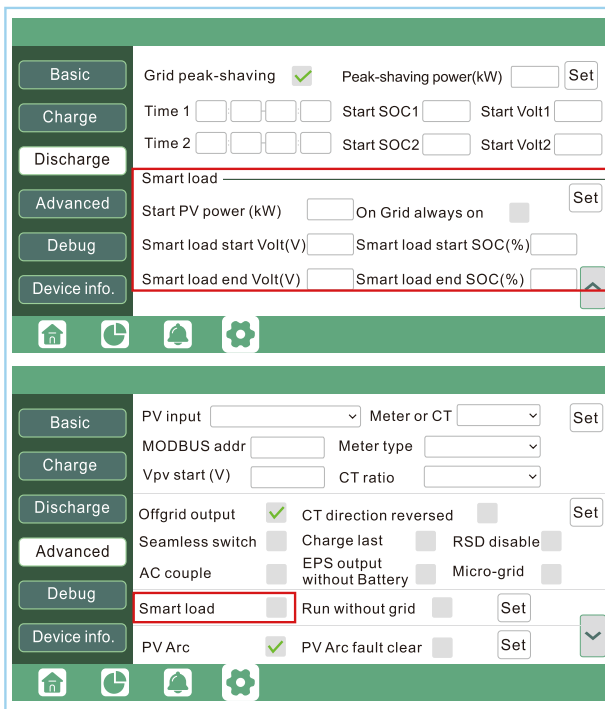 Basic
Charge
Discharge
Advanced
Debug
Device info.
Grid peak-shaving Peak-shaving power(kW) Set
Time 1 Start SOC1 Start Volt1
Time 2 Start SOC2 Start Volt2
Smart load
Set
Start PV power (kW) On Grid always on
Smart load start Volt(V) Smart load start SOC(%)
Smart load end Volt(V) Smart load end SOC(%)
Basic
Charge
Discharge
Advanced
Debug
Device info.
PV input Meter or CT Set
MODBUS addr Meter type
Vpv start (V) CT ratio
Offgrid output CT direction reversed Set
Seamless switch Charge last RSD disable
AC couple EPS output without Battery Micro-grid
Smart load Run without grid Set
PV Arc PV Arc fault clear Set